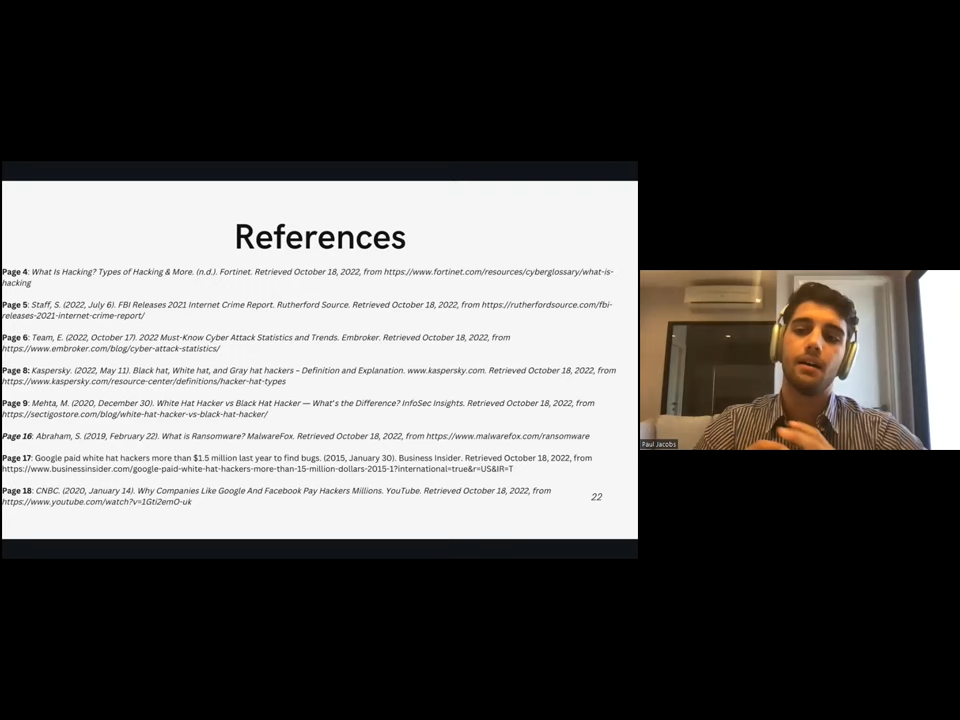 References
Page 4: What Is Hacking? Types of Hacking & More. (n.d.). Fortinet. Retrieved October 18, 2022, from https://www.fortinet.com/resources/cyberglossary/what-is-
hacking
Page 5: Staff, S. (2022, July 6). FBI Releases 2021 Internet Crime Report. Rutherford Source. Retrieved October 18, 2022, from https://rutherfordsource.com/fbi-
releases-2021-internet-crime-report/
Page 6: Team, E. (2022, October 17). 2022 Must-Know Cyber Attack Statistics and Trends. Embroker. Retrieved October 18, 2022, from
https://www.embroker.com/blog/cyber-attack-statistics/
Page 8: Kaspersky. (2022, May 11). Black hat, White hat, and Gray hat hackers – Definition and Explanation. www.kaspersky.com. Retrieved October 18, 2022, from
https://www.kaspersky.com/resource-center/definitions/hacker-hat-types
Page 9: Mehta, M. (2020, December 30). White Hat Hacker vs Black Hat Hacker — What's the Difference? InfoSec Insights. Retrieved October 18, 2022, from
https://sectigostore.com/blog/white-hat-hacker-vs-black-hat-hacker/
Page 16: Abraham, S. (2019, February 22). What is Ransomware? MalwareFox. Retrieved October 18, 2022, from https://www.malwarefox.com/ransomware
Page 17: Google paid white hat hackers more than $1.5 million last year to find bugs. (2015, January 30). Business Insider. Retrieved October 18, 2022, from
https://www.businessinsider.com/google-paid-white-hat-hackers-more-than-15-million-dollars-2015-1?international=true&r=US&IR=T
Page 18: CNBC. (2020, January 14). Why Companies Like Google And Facebook Pay Hackers Millions. YouTube. Retrieved October 18, 2022, from
https://www.youtube.com/watch?v=1Gti2emO-uk
22
Paul Jacobs